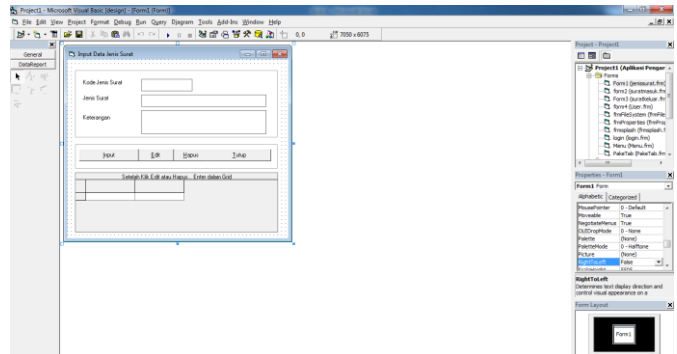 Project1 - Microsoft Visual Basic [design] - [Form1 (Form)]
File Edit View Project Format Debug Run Query Diagram Tools Add-Ins Window Help
0, 0
7050 x 6075
General
DataReport
Input Data Jenis Surat
Kode Jenis Surat
Jenis Surat
Keterangan
Input Edit Hapus Tutup
Setelah Klik Edit atau Hapus... Enter dalam Grid
Project - Project1
Project1 (Aplikasi Pengar
Forms
Form1 (jenissurat.frm)
form2 (suratmasuk.frm
Form3 (suratkeluar.frm
form4 (User.frm)
frmFileSystem (frmFile
frmProperties (frmProp
frmsplash (frmsplash.f
login (login.frm)
Menu (Menu.frm)
PakeTab (PakeTab.frm
Properties - Form1
Form1 Form
Alphabetic Categorized
MousePointer 0 - Default
Moveable True
NegotiateMenus True
OLEDropMode 0 - None
Palette (None)
PaletteMode 0 - Halftone
Picture (None)
RightToLeft False
RightToLeft
Determines text display direction and
control visual appearance on a
Form Layout
Form1